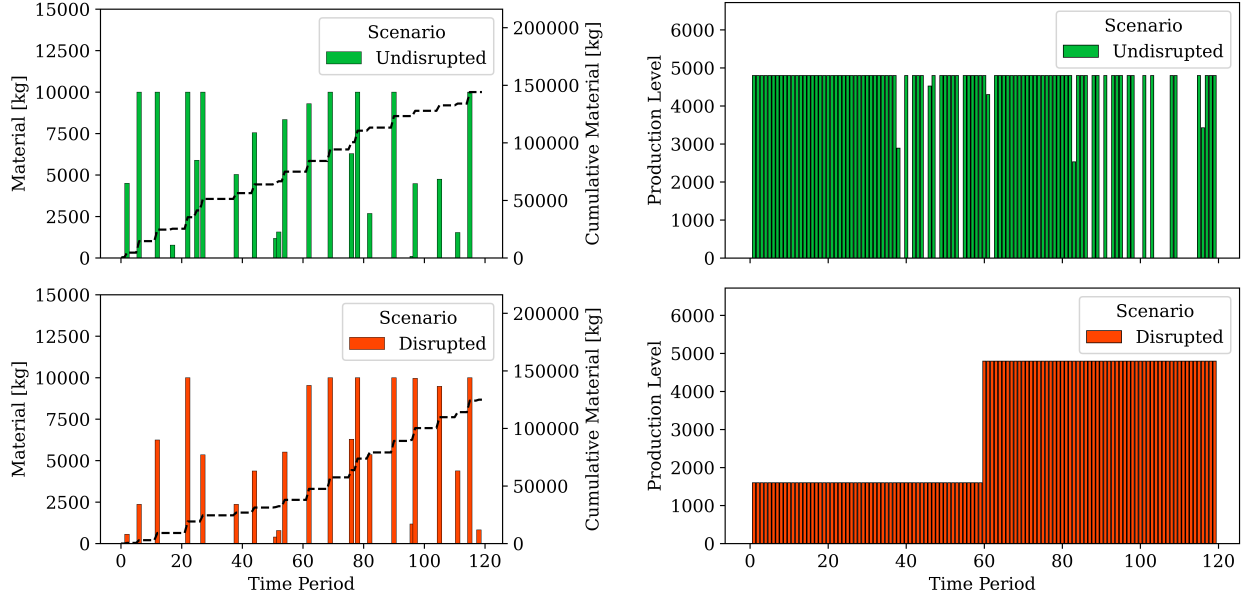 Scenario
Undisrupted
Material [kg]
15000
12500
10000
7500
5000
2500
0
Cumulative Material [kg]
200000
150000
100000
50000
0
Scenario
Undisrupted
Production Level
6000
5000
4000
3000
2000
1000
0
Scenario
Disrupted
Material [kg]
15000
12500
10000
7500
5000
2500
0
Cumulative Material [kg]
200000
150000
100000
50000
0
0 20 40 60 80 100 120
Time Period
Scenario
Disrupted
Production Level
6000
5000
4000
3000
2000
1000
0
0 20 40 60 80 100 120
Time Period